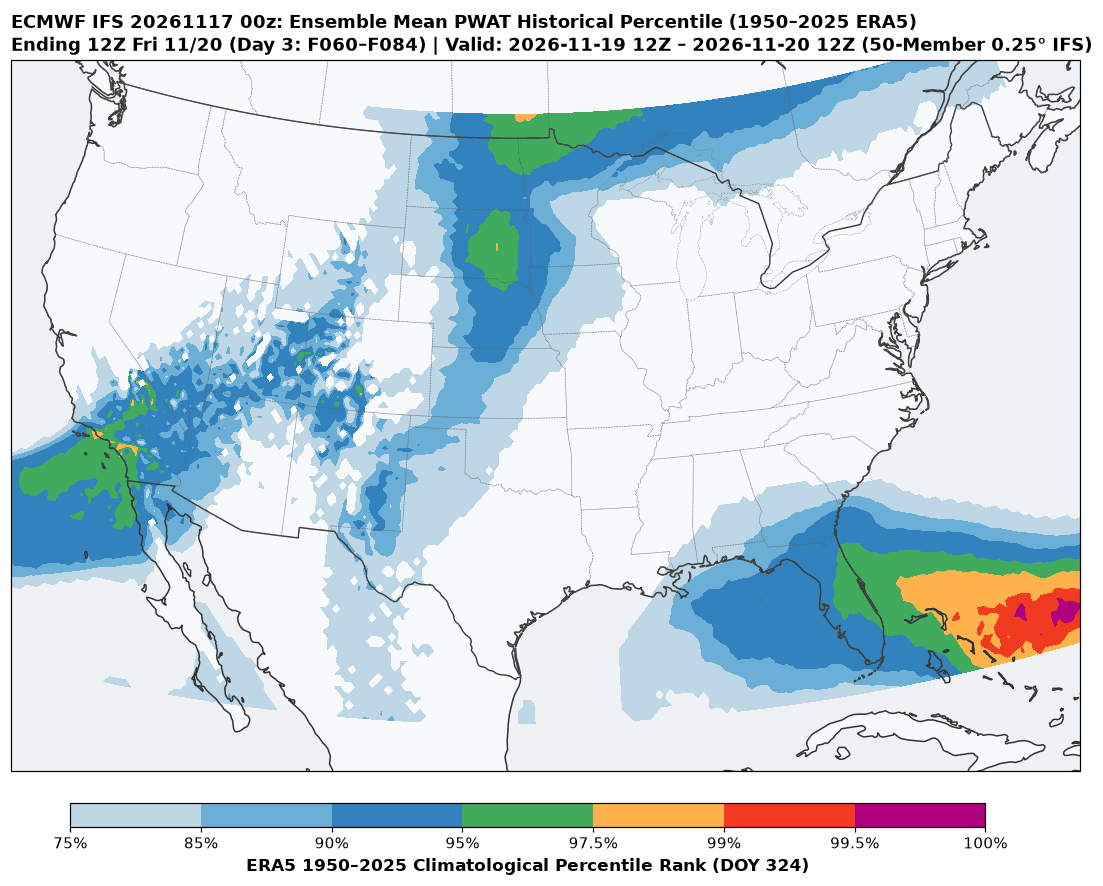 ECMWF IFS 20261117 00z: Ensemble Mean PWAT Historical Percentile (1950–2025 ERA5)
Ending 12Z Fri 11/20 (Day 3: F060–F084) | Valid: 2026-11-19 12Z – 2026-11-20 12Z (50-Member 0.25° IFS)
75% 85% 90% 95% 97.5% 99% 99.5% 100%
ERA5 1950–2025 Climatological Percentile Rank (DOY 324)